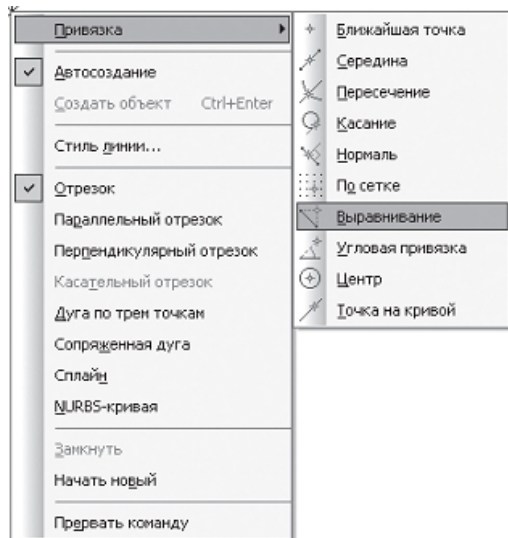 Привязка
Автосоздание
Создать объект Ctrl+Enter
Стиль линии...
Отрезок
Параллельный отрезок
Перпендикулярный отрезок
Касательный отрезок
Дуга по трем точкам
Сопряженная дуга
Сплайн
NURBS-кривая
Замкнуть
Начать новый
Прервать команду
Ближайшая точка
Середина
Пересечение
Касание
Нормаль
По сетке
Выравнивание
Угловая привязка
Центр
Точка на кривой